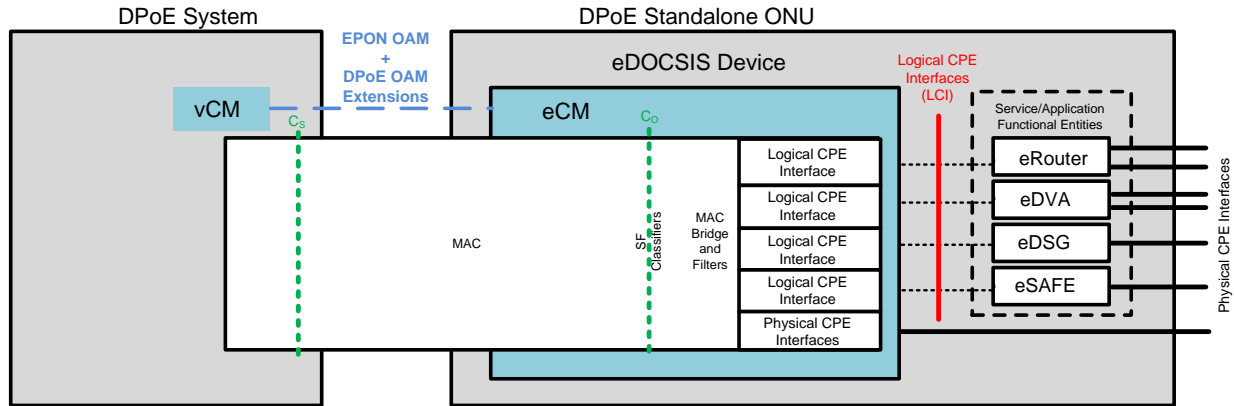 DPoE System
DPoE Standalone ONU
EPON OAM
+
DPoE OAM
Extensions
eDOCSIS Device
Logical CPE
Interfaces
(LCI)
vCM
eCM
Service/Application
Functional Entities
CS
CO
Logical CPE
Interface
eRouter
Logical CPE
Interface
eDVA
MAC
SF
Classifiers
MAC
Bridge
and
Filters
Logical CPE
Interface
eDSG
Logical CPE
Interface
eSAFE
Physical CPE
Interfaces
Physical CPE Interfaces